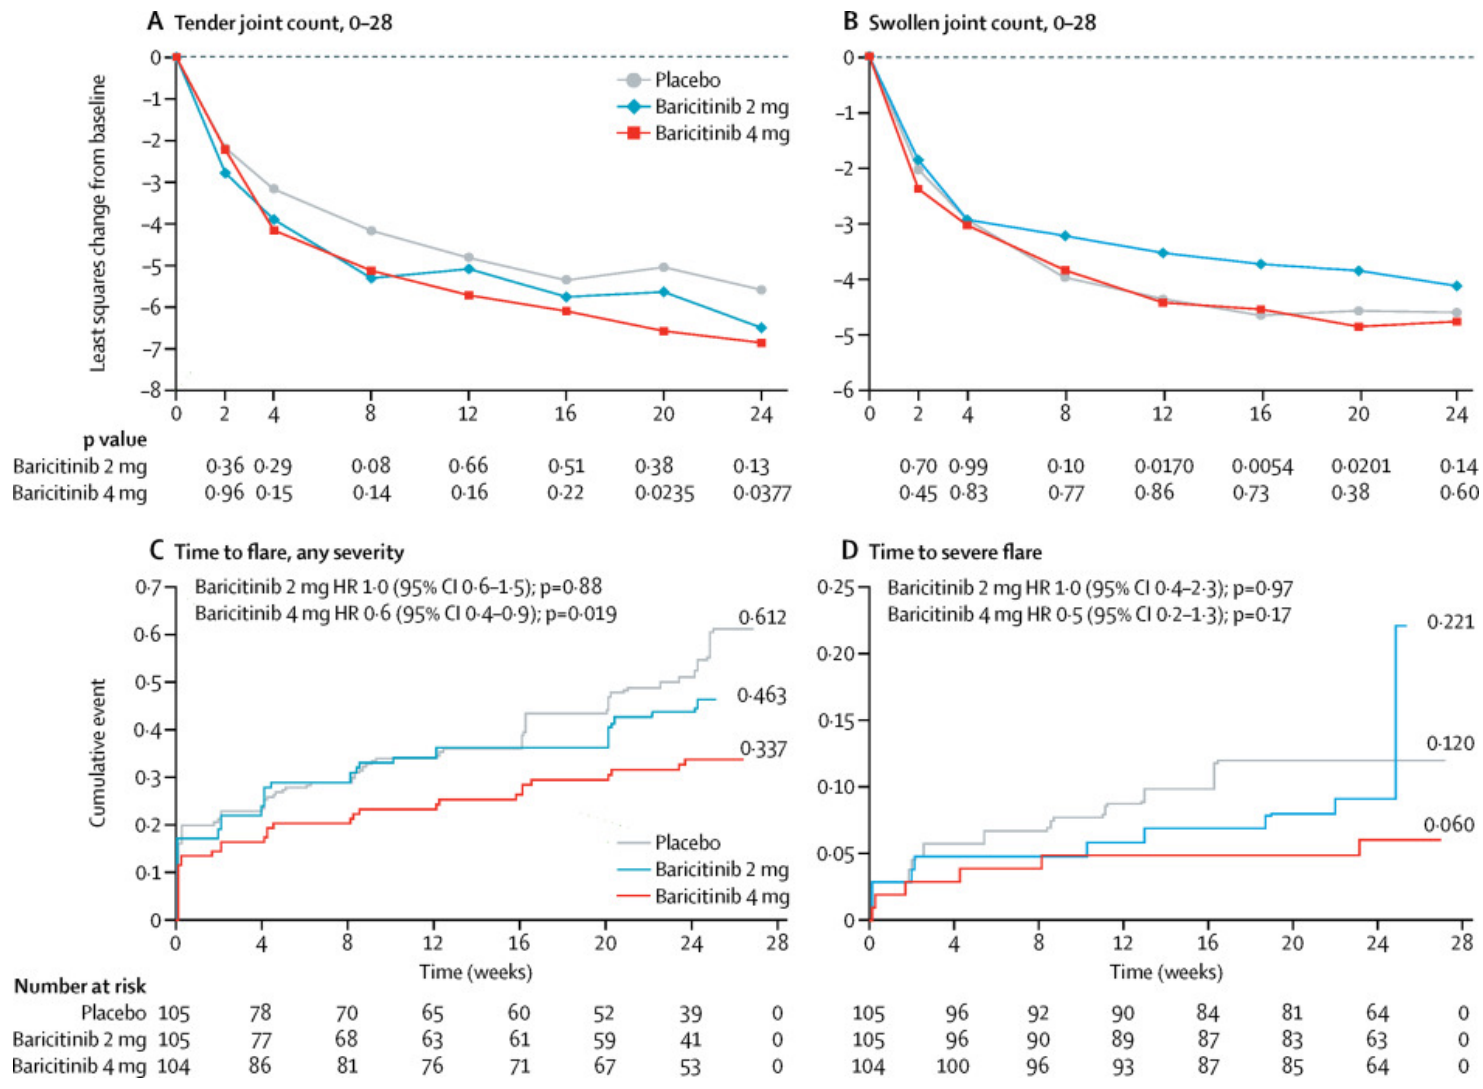 A Tender joint count, 0–28
Least squares change from baseline
0
–1
–2
–3
–4
–5
–6
–7
–8
Placebo
Baricitinib 2 mg
Baricitinib 4 mg
0 2 4 8 12 16 20 24
p value
Baricitinib 2 mg 0·36 0·29 0·08 0·66 0·51 0·38 0·13
Baricitinib 4 mg 0·96 0·15 0·14 0·16 0·22 0·0235 0·0377
B Swollen joint count, 0–28
0
–1
–2
–3
–4
–5
–6
0 2 4 8 12 16 20 24
0·70 0·99 0·10 0·0170 0·0054 0·0201 0·14
0·45 0·83 0·77 0·86 0·73 0·38 0·60
C Time to flare, any severity
Baricitinib 2 mg HR 1·0 (95% CI 0·6–1·5); p=0·88
Baricitinib 4 mg HR 0·6 (95% CI 0·4–0·9); p=0·019
Cumulative event
0·7
0·6
0·5
0·4
0·3
0·2
0·1
0
0·612
0·463
0·337
Placebo
Baricitinib 2 mg
Baricitinib 4 mg
0 4 8 12 16 20 24 28
Time (weeks)
Number at risk
Placebo 105 78 70 65 60 52 39 0
Baricitinib 2 mg 105 77 68 63 61 59 41 0
Baricitinib 4 mg 104 86 81 76 71 67 53 0
D Time to severe flare
Baricitinib 2 mg HR 1·0 (95% CI 0·4–2·3); p=0·97
Baricitinib 4 mg HR 0·5 (95% CI 0·2–1·3); p=0·17
0·25
0·20
0·15
0·10
0·05
0
0·221
0·120
0·060
0 4 8 12 16 20 24 28
Time (weeks)
105 96 92 90 84 81 64 0
105 96 90 89 87 83 63 0
104 100 96 93 87 85 64 0